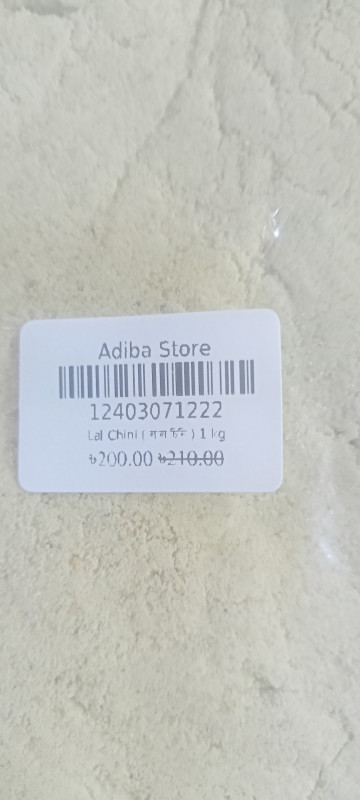 Adiba Store
12403071222
Lal Chini ( ) 1 kg
৳200.00 ৳210.00